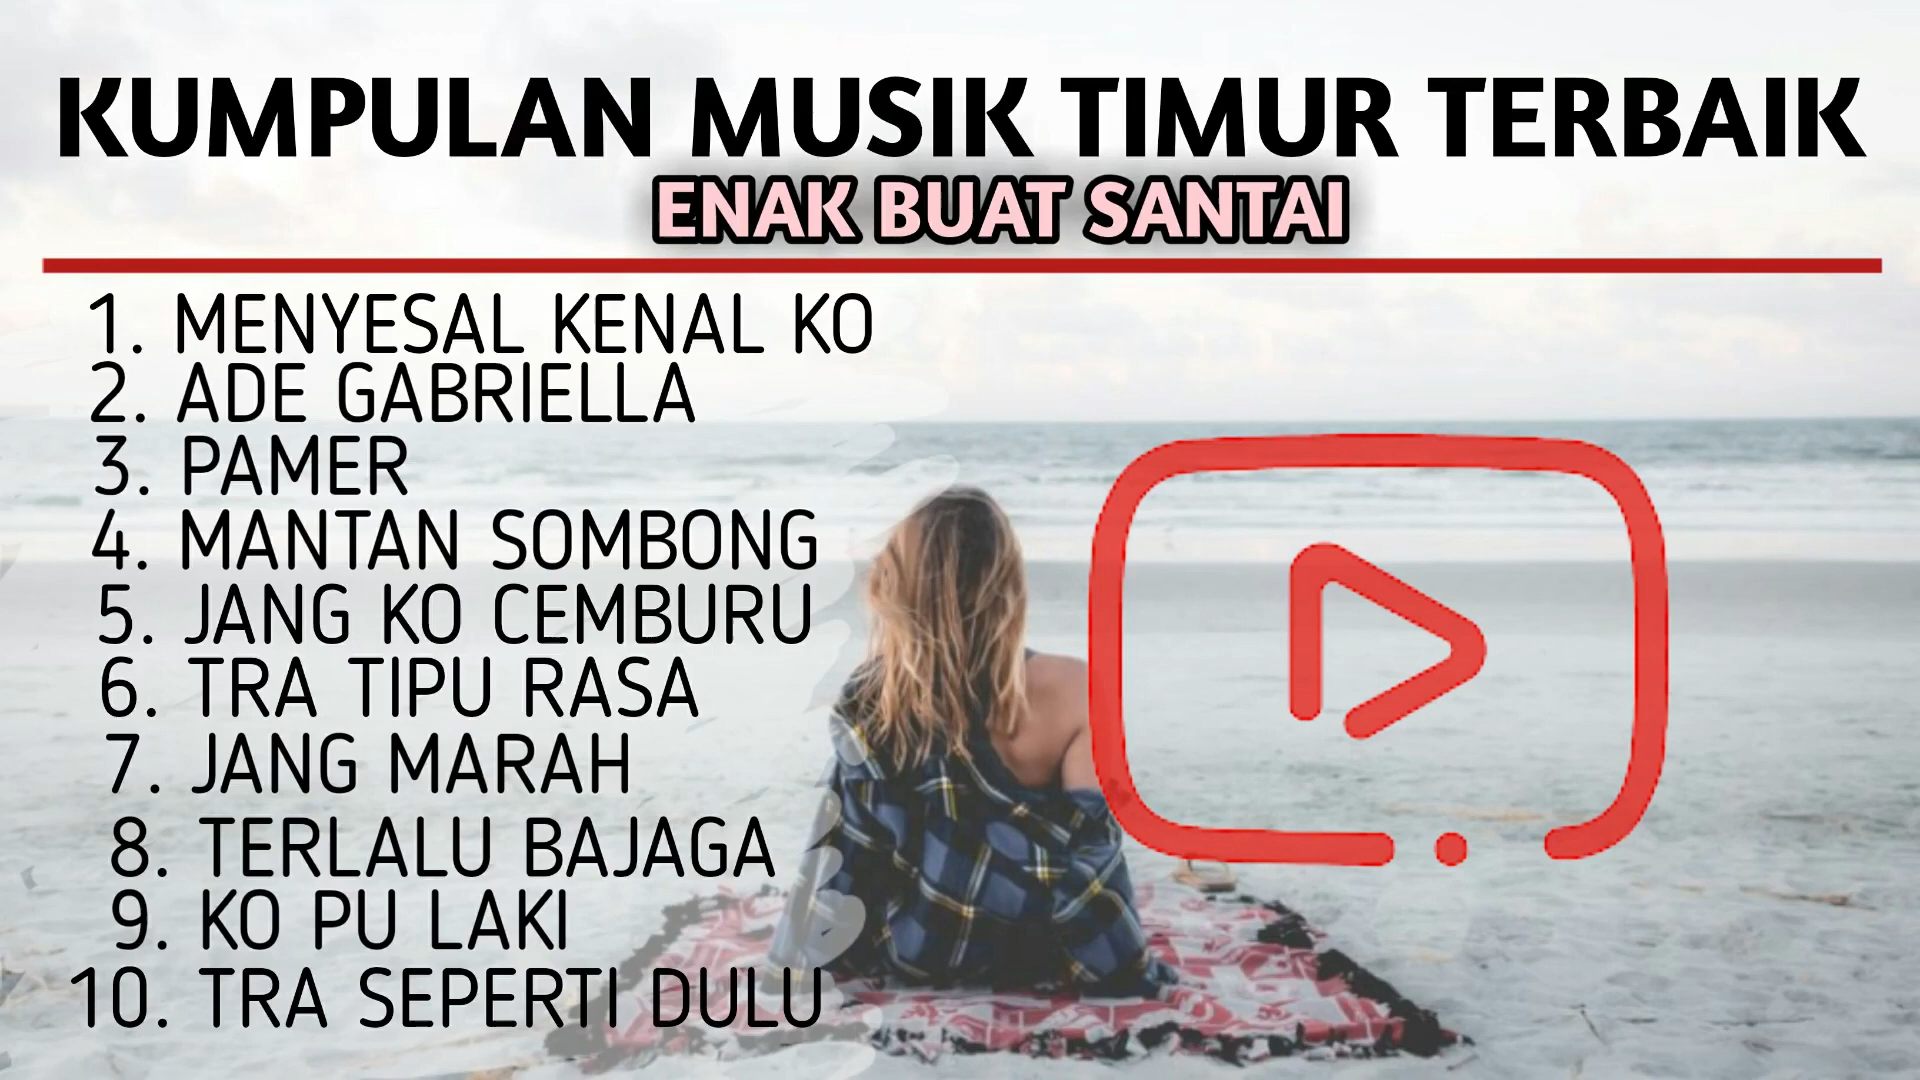 KUMPULAN MUSIK TIMUR TERBAIK
ENAK BUAT SANTAI
1. MENYESAL KENAL KO
2. ADE GABRIELLA
3. PAMER
4. MANTAN SOMBONG
5. JANG KO CEMBURU
6. TRA TIPU RASA
7. JANG MARAH
8. TERLALU BAJAGA
9. KO PU LAKI
10. TRA SEPERTI DULU